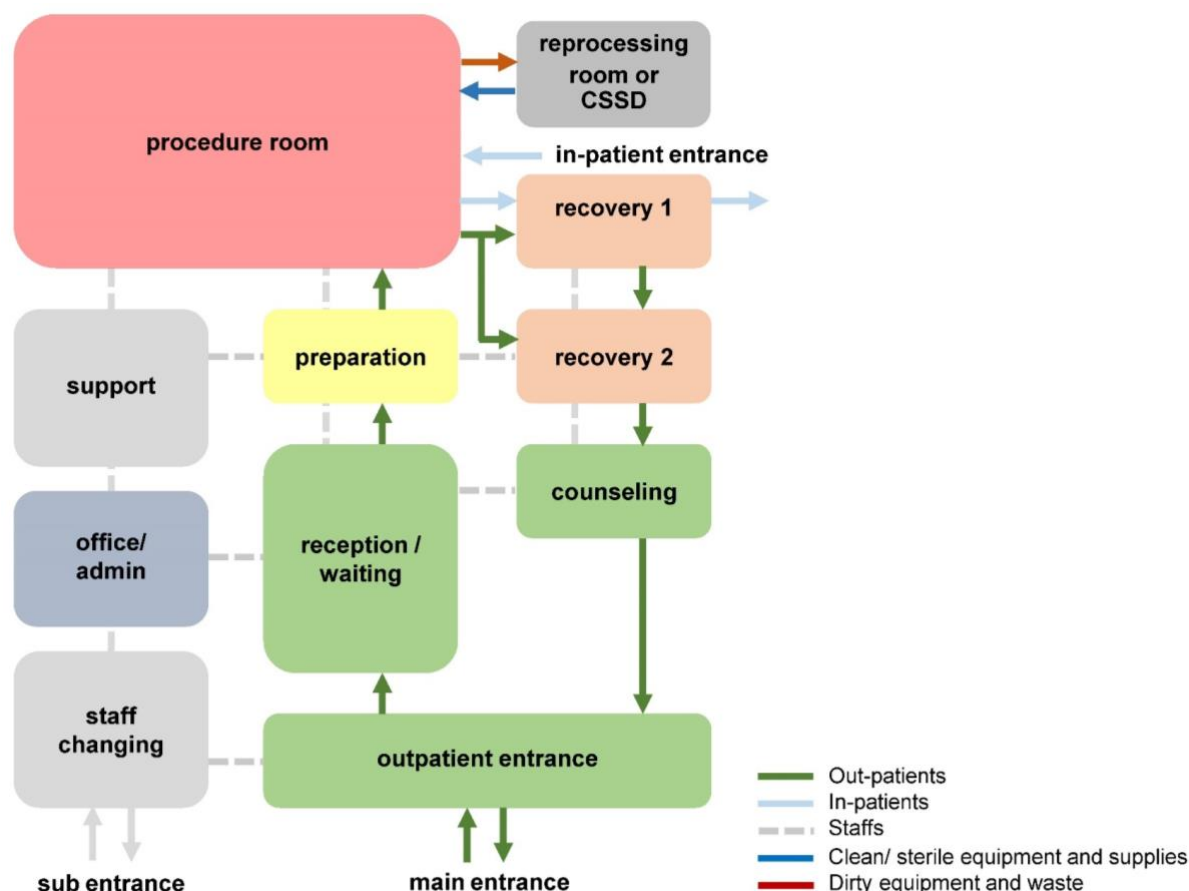 reprocessing
room or
CSSD
procedure room
in-patient entrance
recovery 1
preparation
recovery 2
support
counseling
office/
admin
reception /
waiting
staff
changing
outpatient entrance
sub entrance
main entrance
Out-patients
In-patients
Staffs
Clean/ sterile equipment and supplies
Dirty equipment and waste